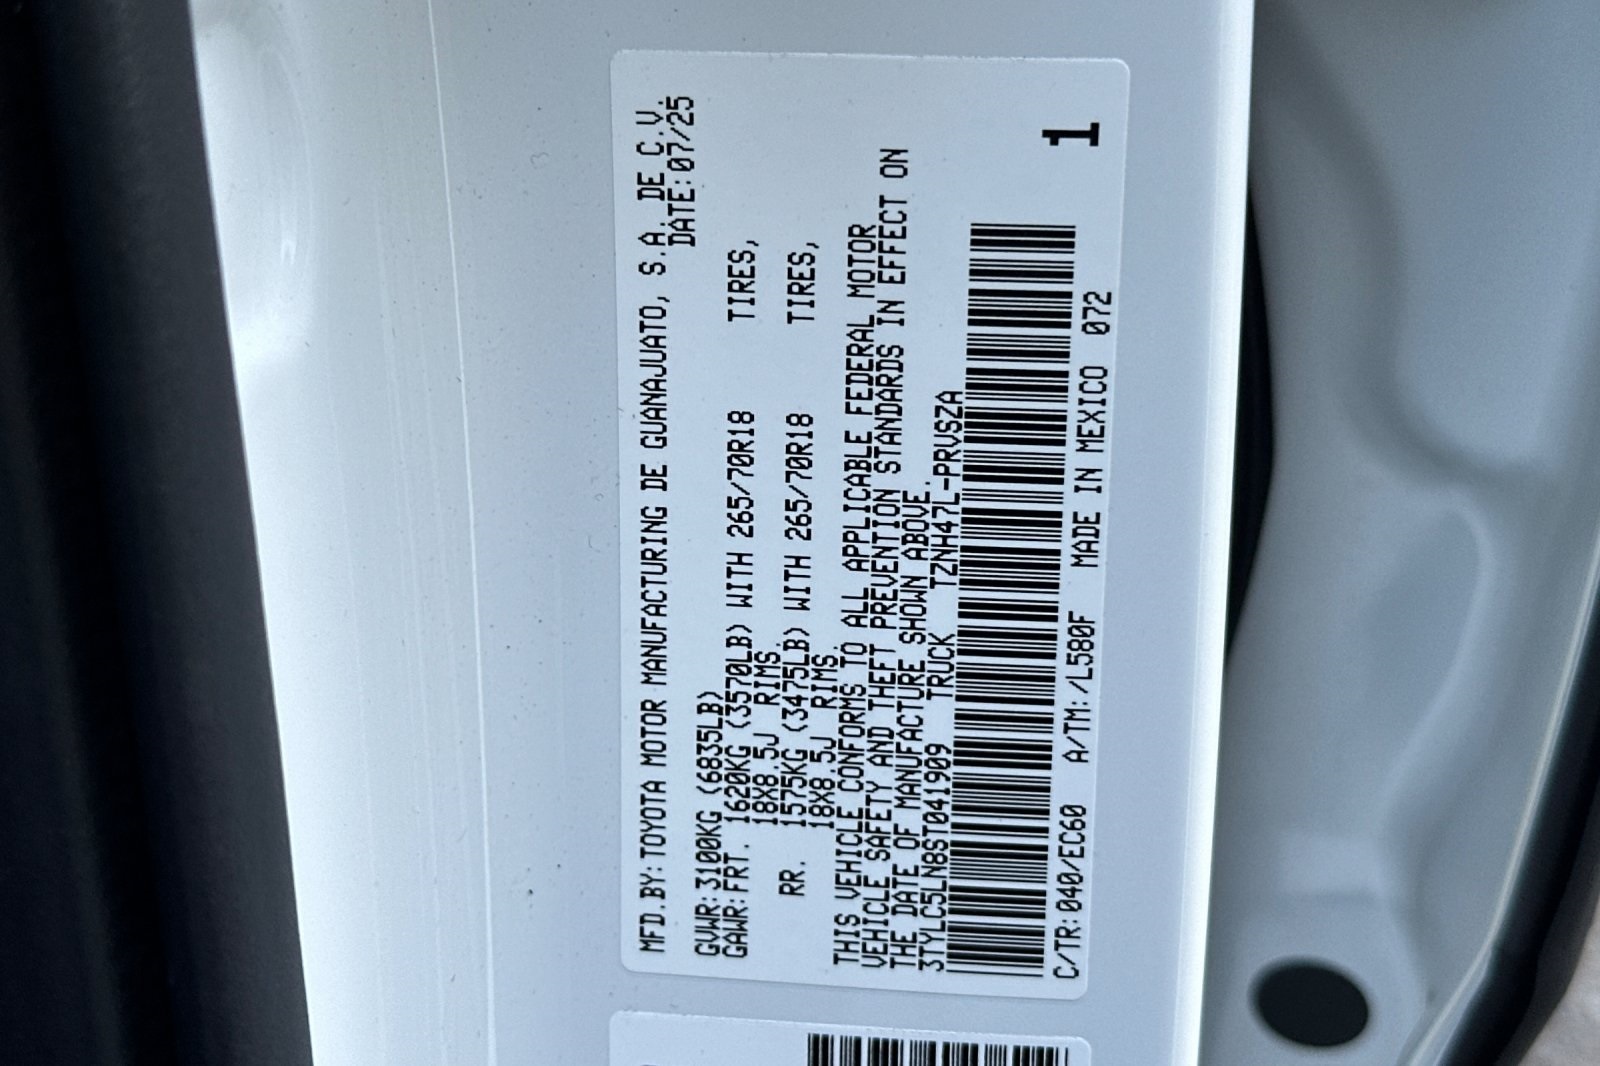 MFD.BY:TOYOTA MOTOR MANUFACTURING DE GUANAJUATO, S.A. DE C.V.
DATE:07/25
GVWR:3100KG (6835LB)
GAWR:FRT. 1620KG (3570LB) WITH 265/70R18 TIRES,
18X8.5J RIMS.
RR. 1575KG (3475LB) WITH 265/70R18 TIRES,
18X8.5J RIMS.
THIS VEHICLE CONFORMS TO ALL APPLICABLE FEDERAL MOTOR
VEHICLE SAFETY AND THEFT PREVENTION STANDARDS IN EFFECT ON
THE DATE OF MANUFACTURE SHOWN ABOVE.
3TYLC5LN8ST041909 TRUCK TZNH47L-PRVSZA
C/TR:040/EC60 A/TM:/L580F MADE IN MEXICO 072
1